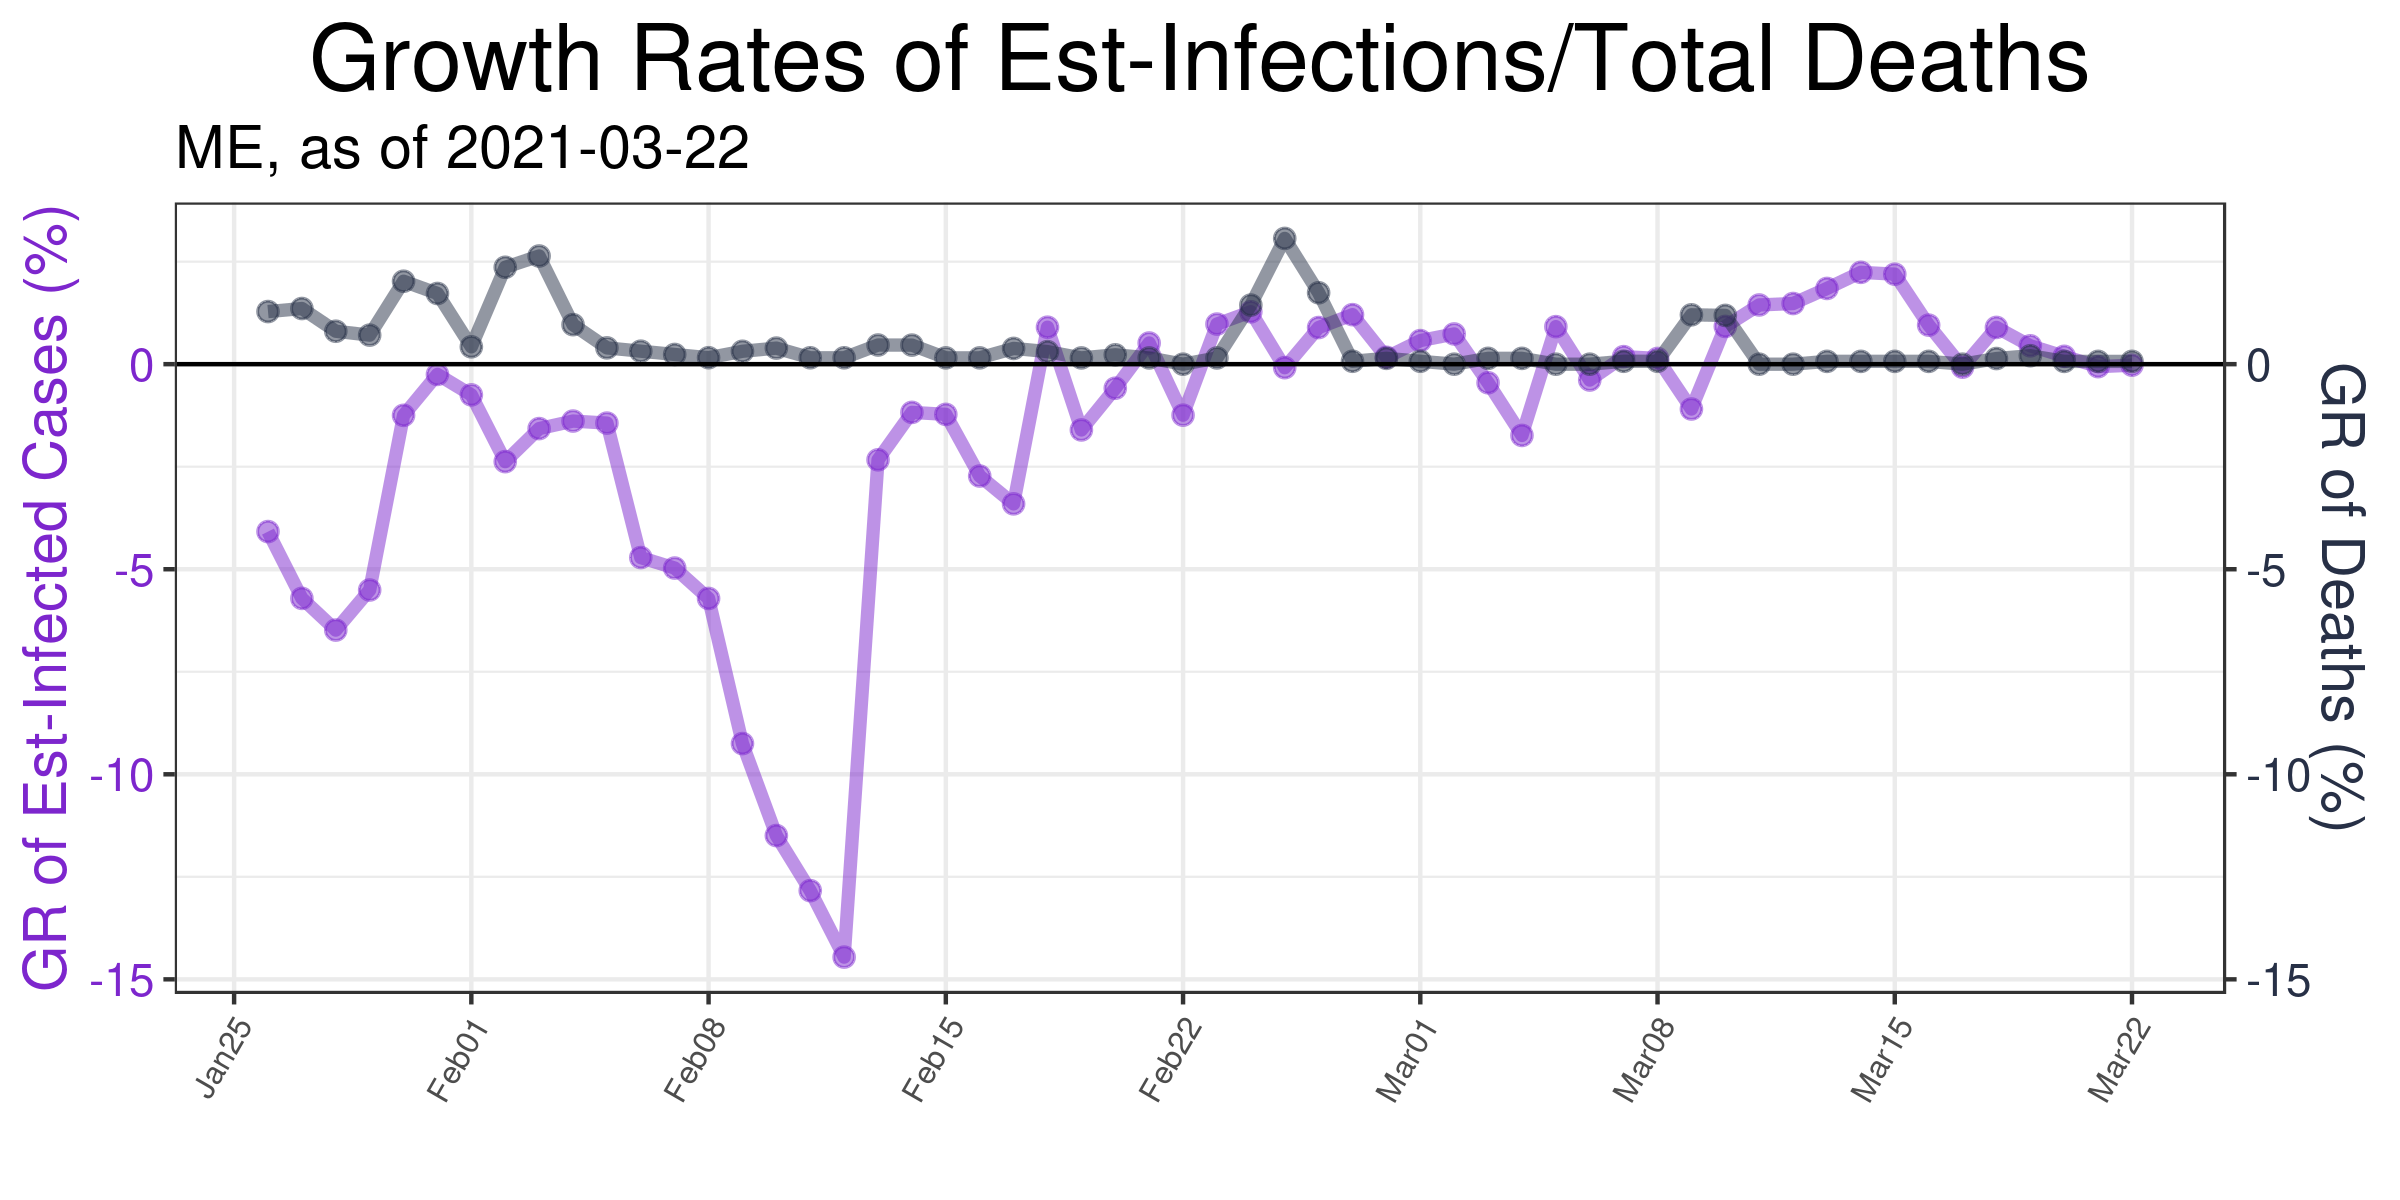 Growth Rates of Est-Infections/Total Deaths
ME, as of 2021-03-22
GR of Est-Infected Cases (%)
0
-5
-10
-15
0
-5
-10
-15
GR of Deaths (%)
Jan25
Feb01
Feb08
Feb15
Feb22
Mar01
Mar08
Mar15
Mar22